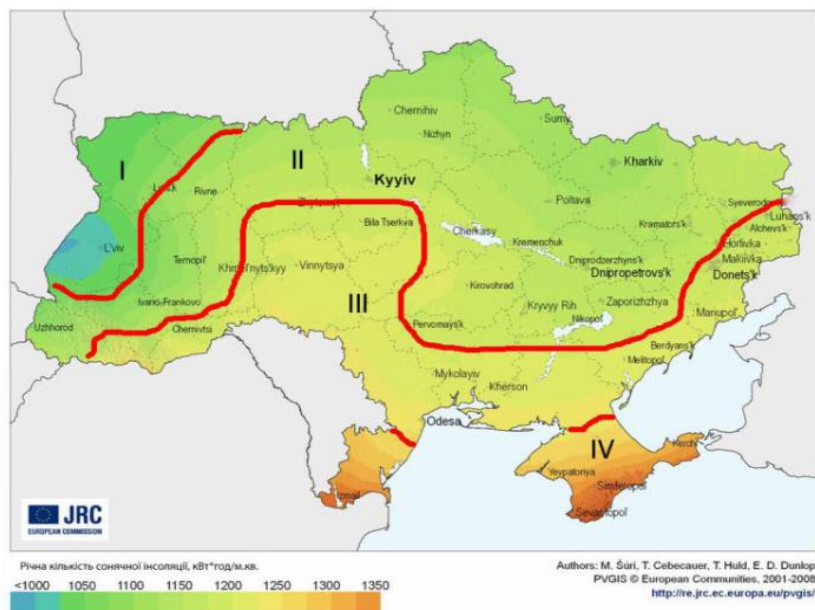 Chernihiv
Sumy
Nizhyn
I
II
Luts'k
Rivne
Kyyiv
Kharkiv
Zhytomyr
Poltava
Syeverodonets'k
Bila Tserkva
Luhans'k
L'viv
Cherkasy
Kramators'k
Alchevs'k
Ternopil'
Kremenchuk
Horlivka
Khmel'nyts'kyy
Vinnytsya
Dniprodzerzhyns'k
Makiivka
Dnipropetrovs'k
Donets'k
Ivano-Frankovo
III
Kirovohrad
Zaporizhzhya
Uzhhorod
Chernivtsi
Kryvyy Rih
Nikopol'
Mariupol'
Pervomays'k
Berdyans'k
Melitopol'
Mykolayiv
Kherson
Odesa
IV
Kerch
Yevpatoriya
Izmail
Simferopol'
Sevastopol'
JRC
EUROPEAN COMMISSION
Річна кількість сонячної інсоляції, кВт*год/м.кв.
<1000 1050 1100 1150 1200 1250 1300 1350
Authors: M. Šúri, T. Cebecauer, T. Huld, E. D. Dunlop
PVGIS © European Communities, 2001-2008
http://re.jrc.ec.europa.eu/pvgis/